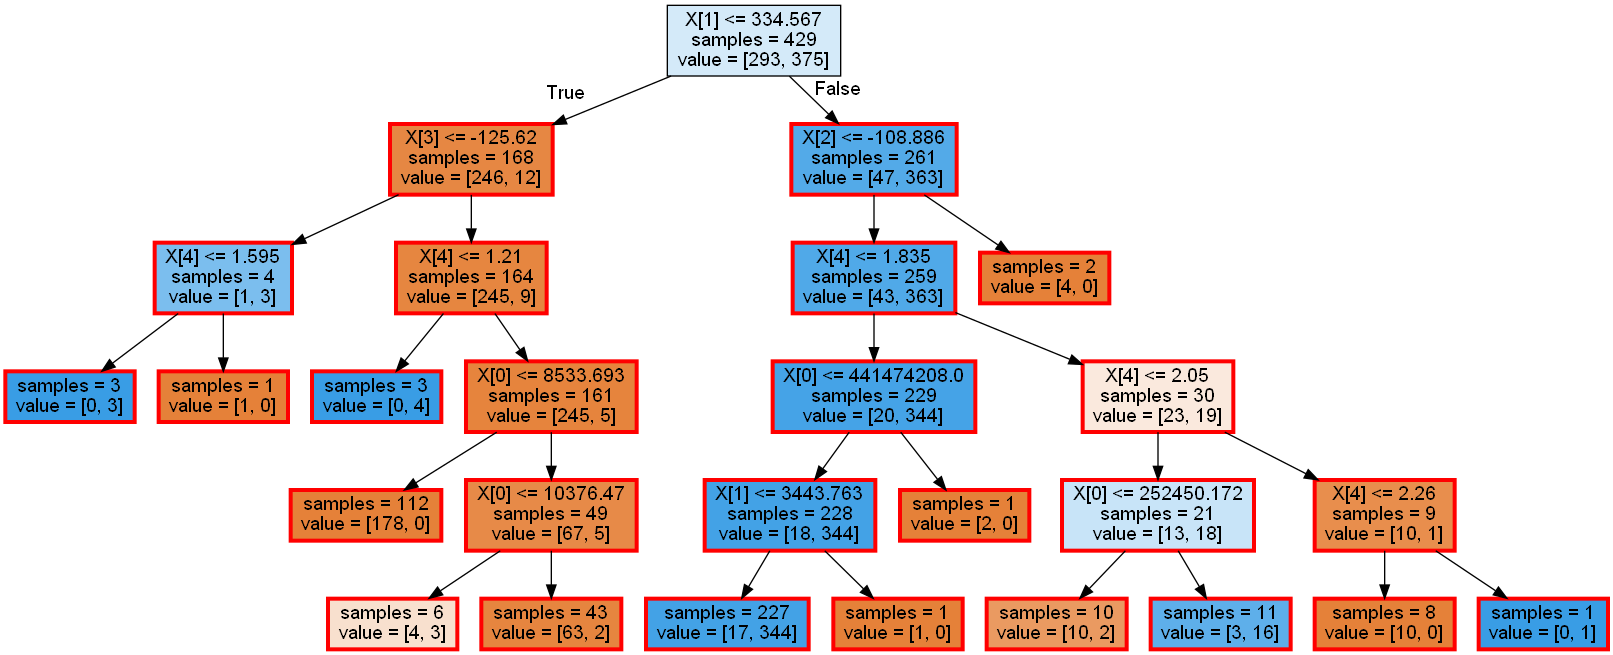 X[1] <= 334.567
samples = 429
value = [293, 375]
True
False
X[3] <= -125.62
samples = 168
value = [246, 12]
X[2] <= -108.886
samples = 261
value = [47, 363]
X[4] <= 1.595
samples = 4
value = [1, 3]
X[4] <= 1.21
samples = 164
value = [245, 9]
X[4] <= 1.835
samples = 259
value = [43, 363]
samples = 2
value = [4, 0]
samples = 3
value = [0, 3]
samples = 1
value = [1, 0]
samples = 3
value = [0, 4]
X[0] <= 8533.693
samples = 161
value = [245, 5]
X[0] <= 441474208.0
samples = 229
value = [20, 344]
X[4] <= 2.05
samples = 30
value = [23, 19]
samples = 112
value = [178, 0]
X[0] <= 10376.47
samples = 49
value = [67, 5]
X[1] <= 3443.763
samples = 228
value = [18, 344]
samples = 1
value = [2, 0]
X[0] <= 252450.172
samples = 21
value = [13, 18]
X[4] <= 2.26
samples = 9
value = [10, 1]
samples = 6
value = [4, 3]
samples = 43
value = [63, 2]
samples = 227
value = [17, 344]
samples = 1
value = [1, 0]
samples = 10
value = [10, 2]
samples = 11
value = [3, 16]
samples = 8
value = [10, 0]
samples = 1
value = [0, 1]